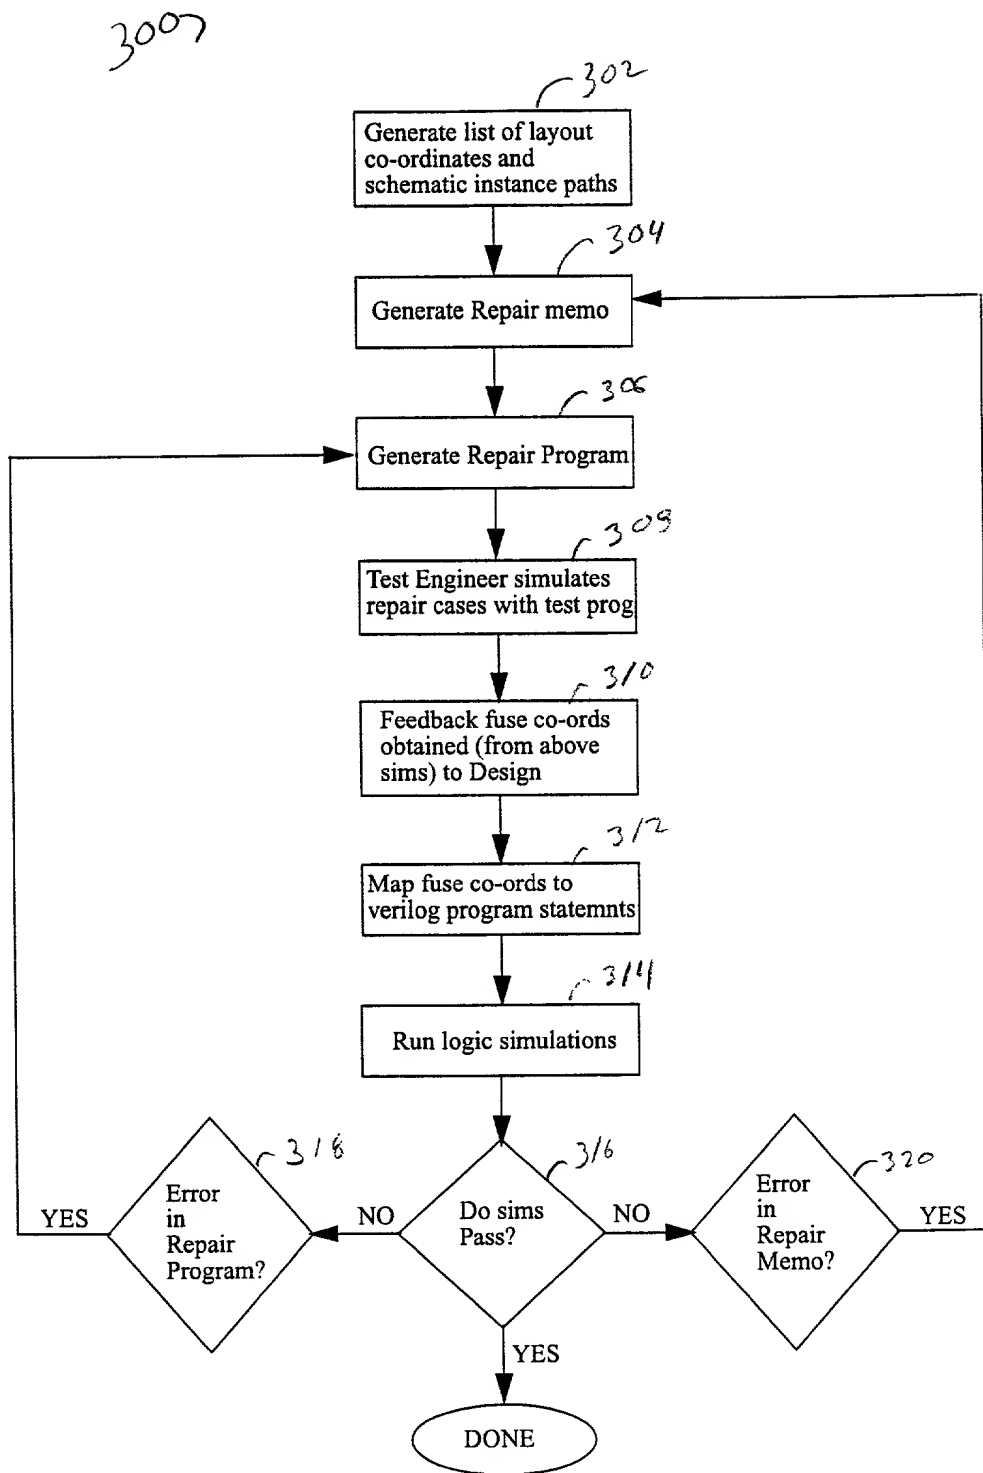 300
302
Generate list of layout
co-ordinates and
schematic instance paths
304
Generate Repair memo
306
Generate Repair Program
308
Test Engineer simulates
repair cases with test prog
310
Feedback fuse co-ords
obtained (from above
sims) to Design
312
Map fuse co-ords to
verilog program statemnts
314
Run logic simulations
318
316
320
Error
in
Repair
Program?
YES
NO
Do sims
Pass?
NO
Error
in
Repair
Memo?
YES
YES
DONE